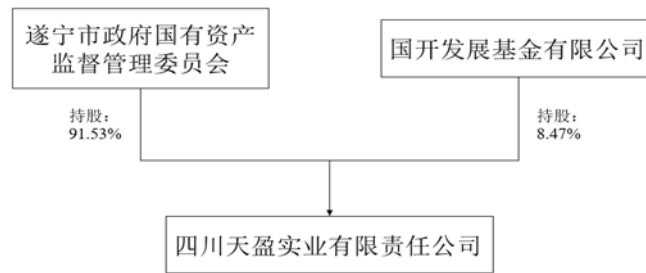 遂宁市政府国有资产
监督管理委员会
国开发展基金有限公司
持股：
91.53%
持股：
8.47%
四川天盈实业有限责任公司